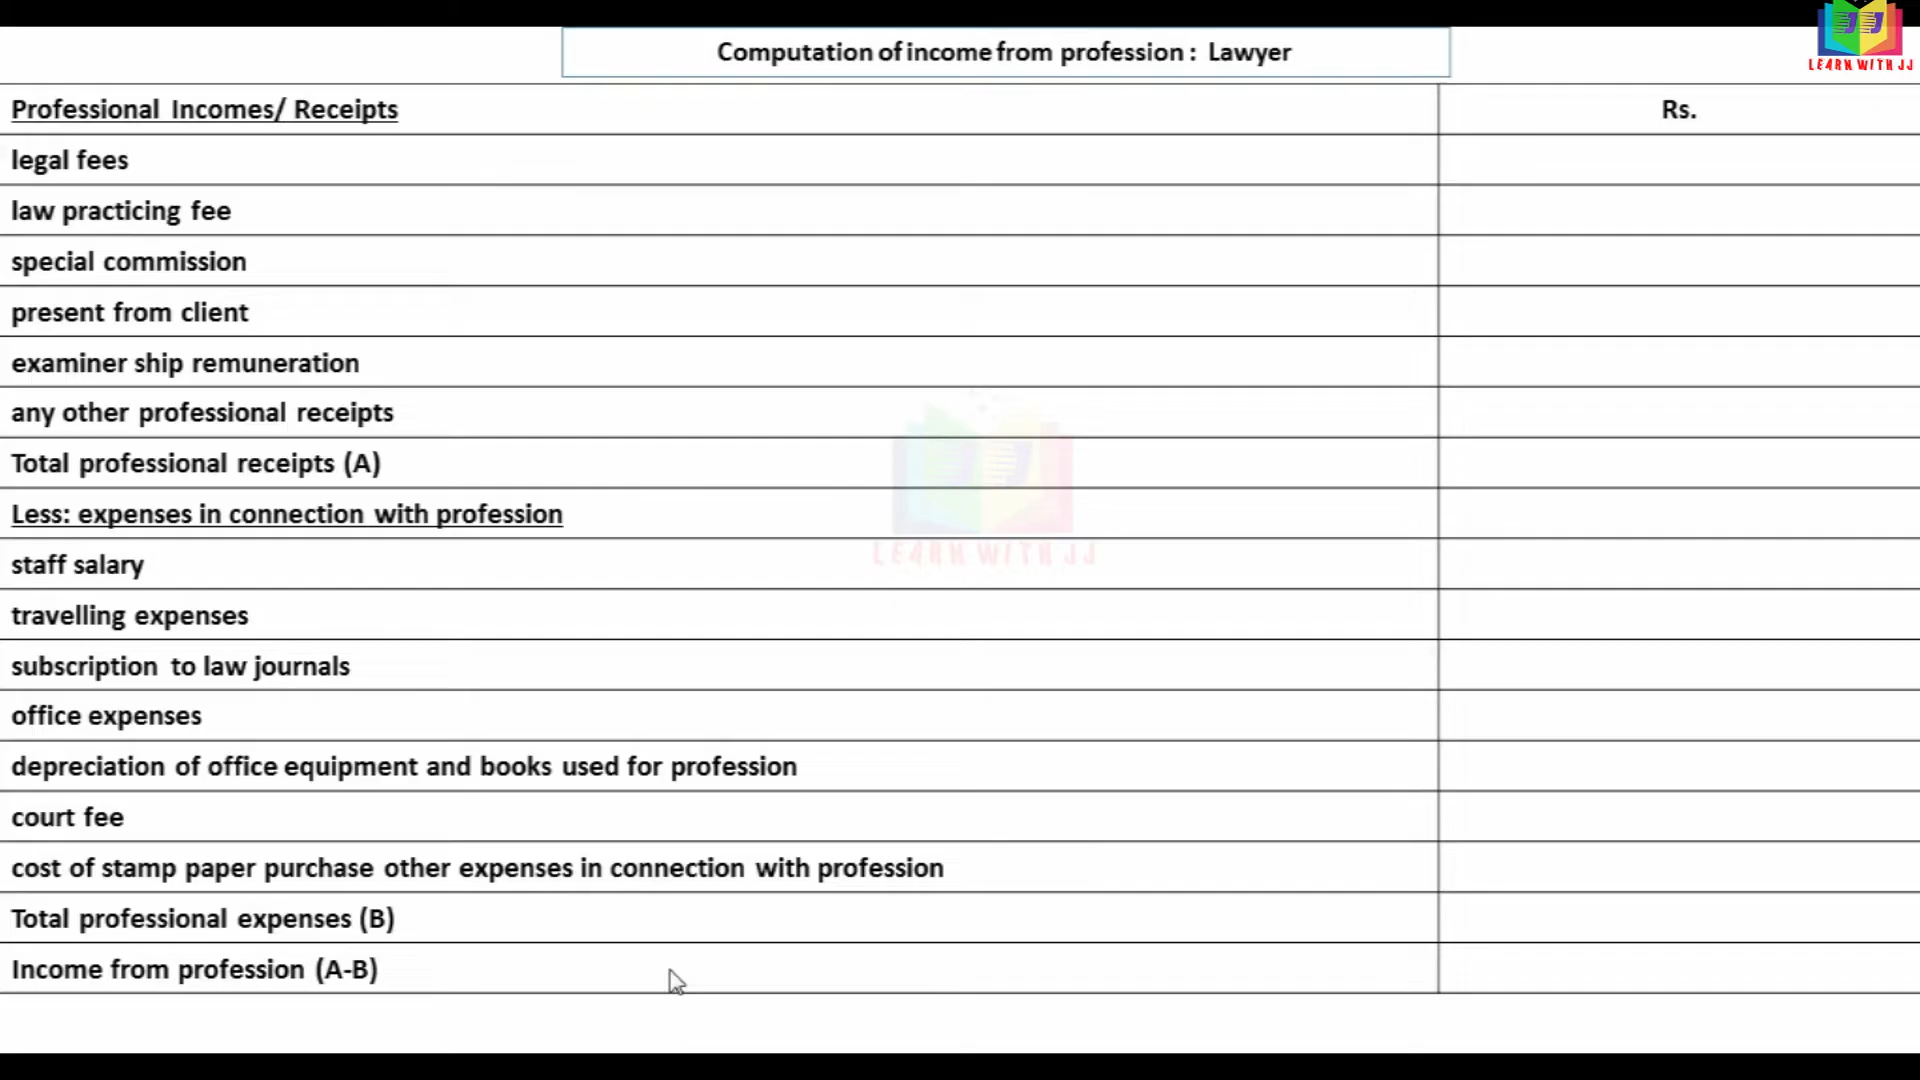 Computation of income from profession : Lawyer
LEARN WITH JJ
Professional Incomes/ Receipts
Rs.
legal fees
law practicing fee
special commission
present from client
examiner ship remuneration
any other professional receipts
Total professional receipts (A)
Less: expenses in connection with profession
LEARN WITH JJ
staff salary
travelling expenses
subscription to law journals
office expenses
depreciation of office equipment and books used for profession
court fee
cost of stamp paper purchase other expenses in connection with profession
Total professional expenses (B)
Income from profession (A-B)